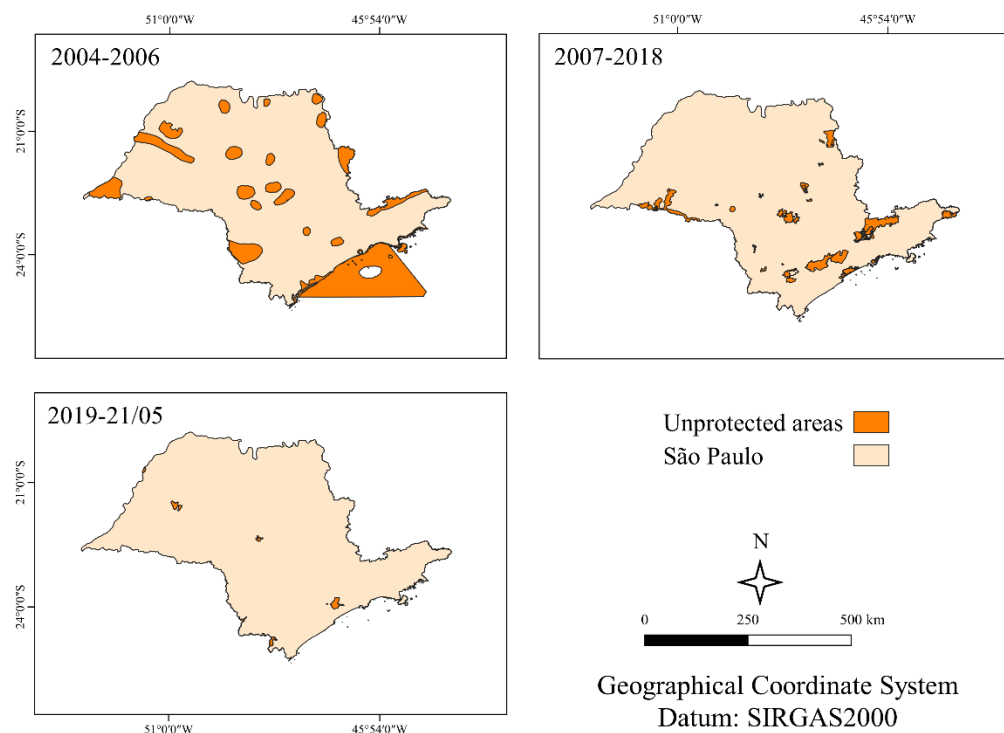 51°0'0"W 45°54'0"W 51°0'0"W 45°54'0"W
2004-2006
2007-2018
21°0'0"S
24°0'0"S
2019-21/05
21°0'0"S
24°0'0"S
51°0'0"W 45°54'0"W
Unprotected areas
São Paulo
N
0 250 500 km
Geographical Coordinate System
Datum: SIRGAS2000